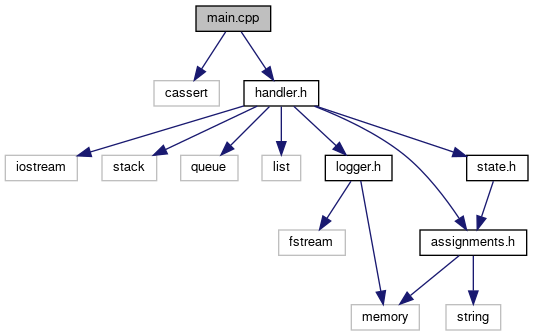 main.cpp
cassert
handler.h
iostream
stack
queue
list
logger.h
state.h
fstream
assignments.h
memory
string